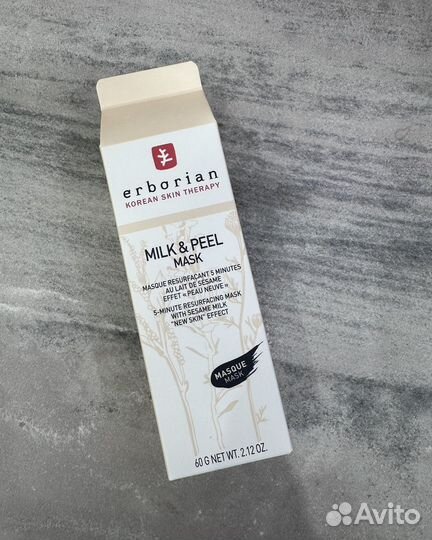 erborian
KOREAN SKIN THERAPY
MILK & PEEL
MASK
MASQUE RESURFAÇANT 5 MINUTES
AU LAIT DE SÉSAME
EFFET « PEAU NEUVE »
5-MINUTE RESURFACING MASK
WITH SESAME MILK
"NEW SKIN" EFFECT
MASQUE
MASK
60 G NET WT. 2.12 OZ.
Avito